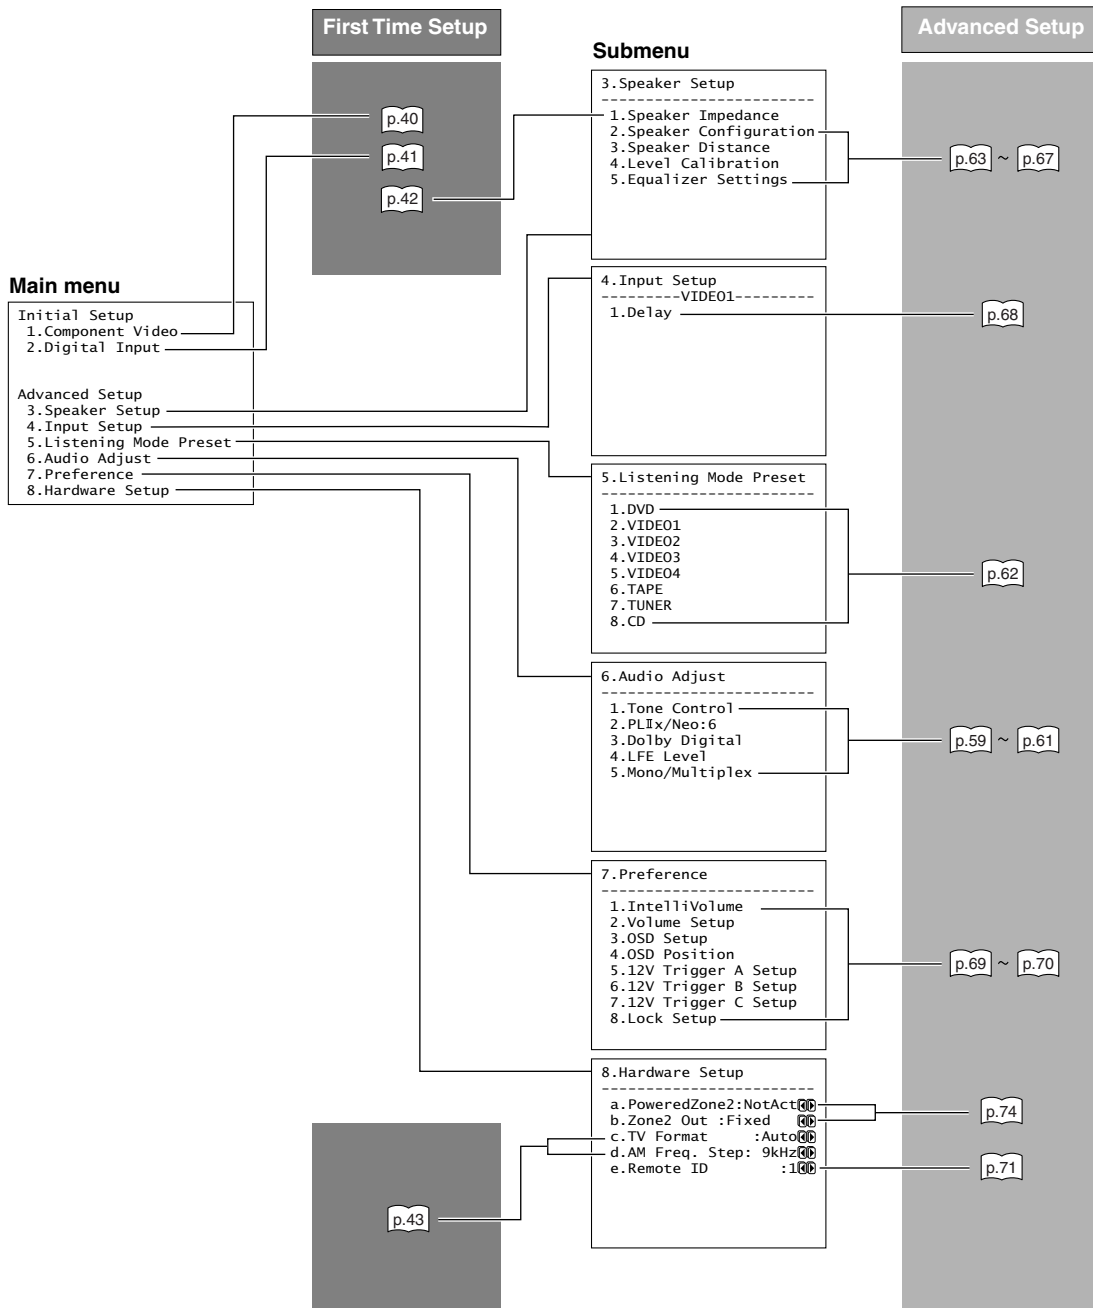 First Time Setup
Advanced Setup
Submenu
p.40
p.41
p.42
3.Speaker Setup
-------------------------
1.Speaker Impedance
2.Speaker Configuration
3.Speaker Distance
4.Level Calibration
5.Equalizer Settings
p.63 ~ p.67
Main menu
Initial Setup
1.Component Video
2.Digital Input
Advanced Setup
3.Speaker Setup
4.Input Setup
5.Listening Mode Preset
6.Audio Adjust
7.Preference
8.Hardware Setup
4.Input Setup
---------VIDEO1---------
1.Delay
p.68
5.Listening Mode Preset
-------------------------
1.DVD
2.VIDEO1
3.VIDEO2
4.VIDEO3
5.VIDEO4
6.TAPE
7.TUNER
8.CD
p.62
6.Audio Adjust
-------------------------
1.Tone Control
2.PLⅡx/Neo:6
3.Dolby Digital
4.LFE Level
5.Mono/Multiplex
p.59 ~ p.61
7.Preference
-------------------------
1.IntelliVolume
2.Volume Setup
3.OSD Setup
4.OSD Position
5.12V Trigger A Setup
6.12V Trigger B Setup
7.12V Trigger C Setup
8.Lock Setup
p.69 ~ p.70
8.Hardware Setup
-------------------------
a.PoweredZone2:NotAct
b.Zone2 Out :Fixed
c.TV Format :Auto
d.AM Freq. Step: 9kHz
e.Remote ID :1
p.74
p.71
p.43